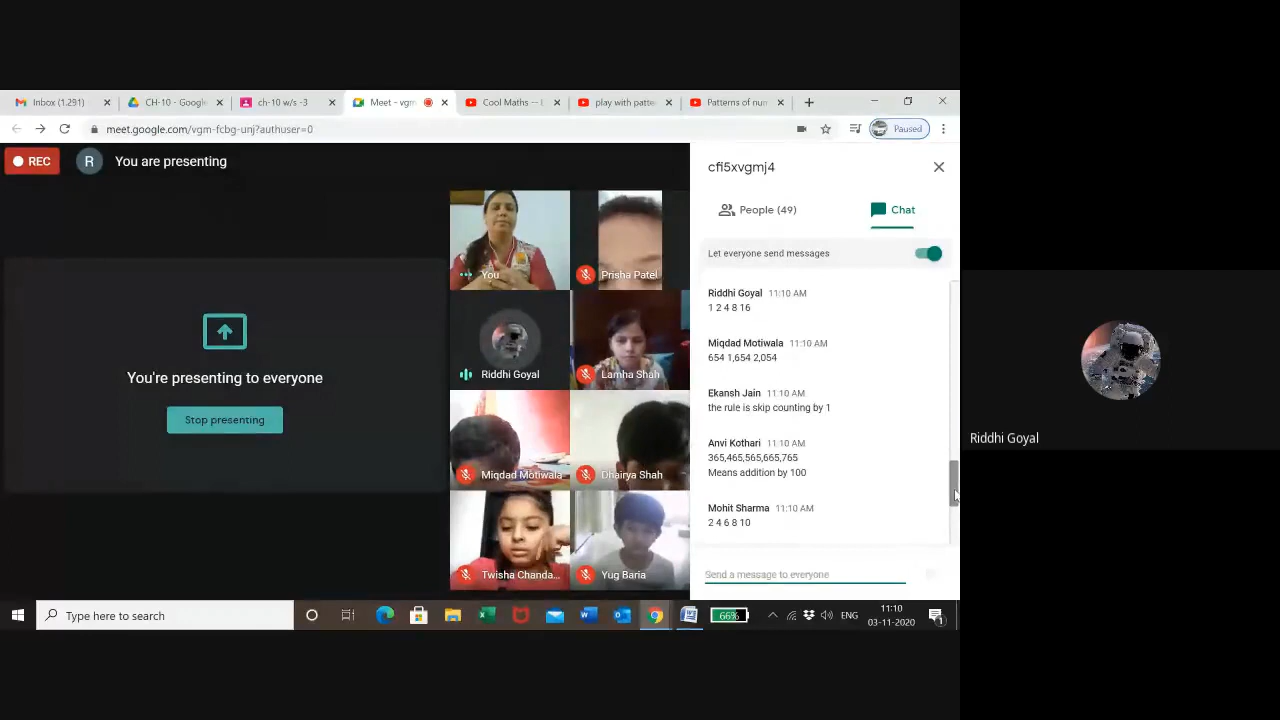 Inbox (1,291)
CH-10 - Google
ch-10 w/s -3
Meet - vgm
Cool Maths -- L
play with patte
Patterns of num
meet.google.com/vgm-fcbg-unj?authuser=0
Paused
REC
R
You are presenting
You're presenting to everyone
Stop presenting
You
Prisha Patel
Riddhi Goyal
Lamha Shah
Miqdad Motiwala
Dhairya Shah
Twisha Chanda...
Yug Baria
cfi5xvgmj4
People (49)
Chat
Let everyone send messages
Riddhi Goyal 11:10 AM
1 2 4 8 16
Miqdad Motiwala 11:10 AM
654 1,654 2,054
Ekansh Jain 11:10 AM
the rule is skip counting by 1
Anvi Kothari 11:10 AM
365,465,565,665,765
Means addition by 100
Mohit Sharma 11:10 AM
2 4 6 8 10
Send a message to everyone
Riddhi Goyal
Type here to search
66%
ENG
11:10
03-11-2020
1